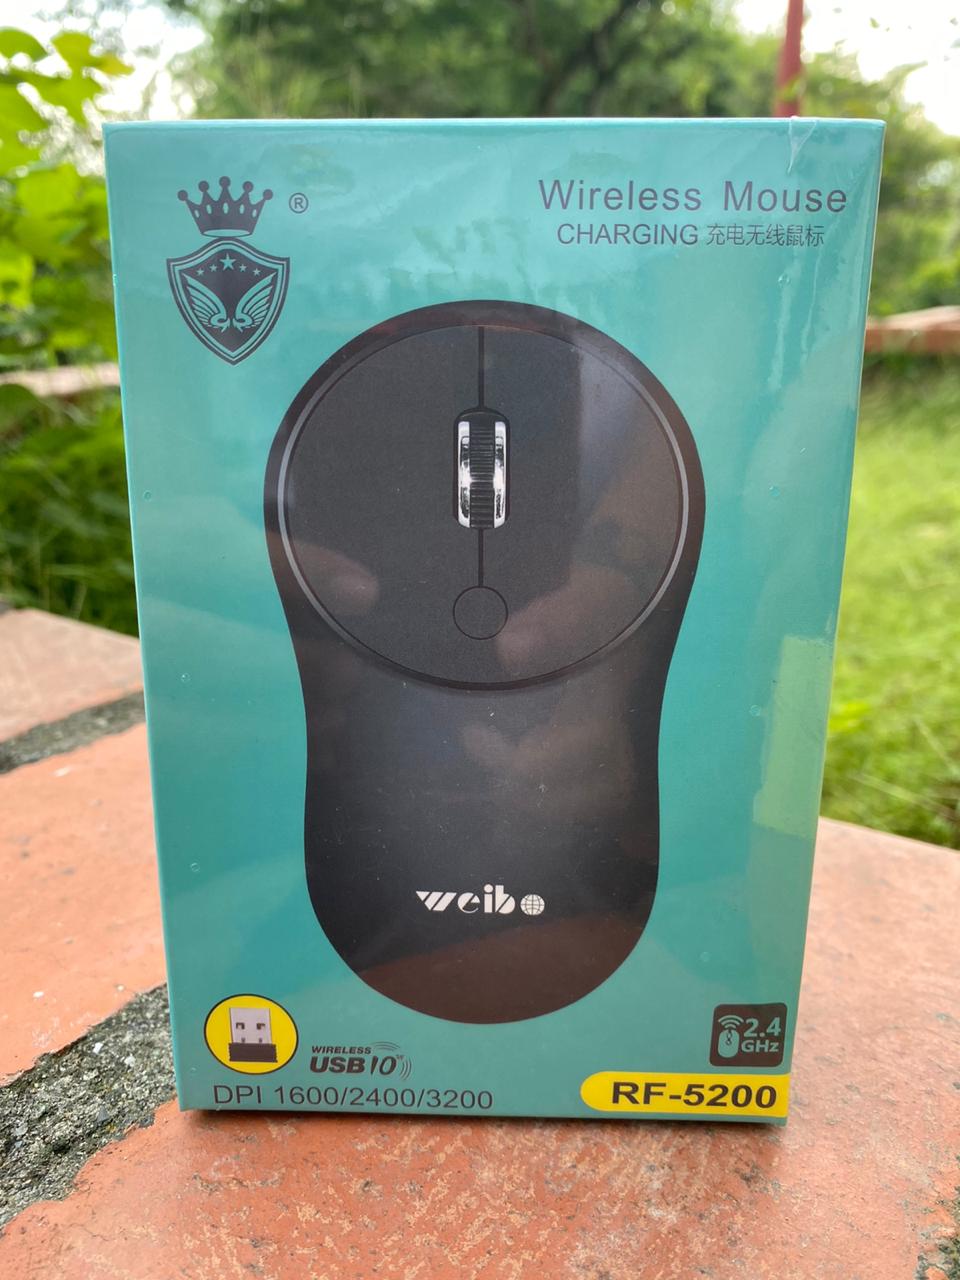 ®
Wireless Mouse
CHARGING 充电无线鼠标
weibo
WIRELESS
USB 10m
2.4
GHz
DPI 1600/2400/3200
RF-5200